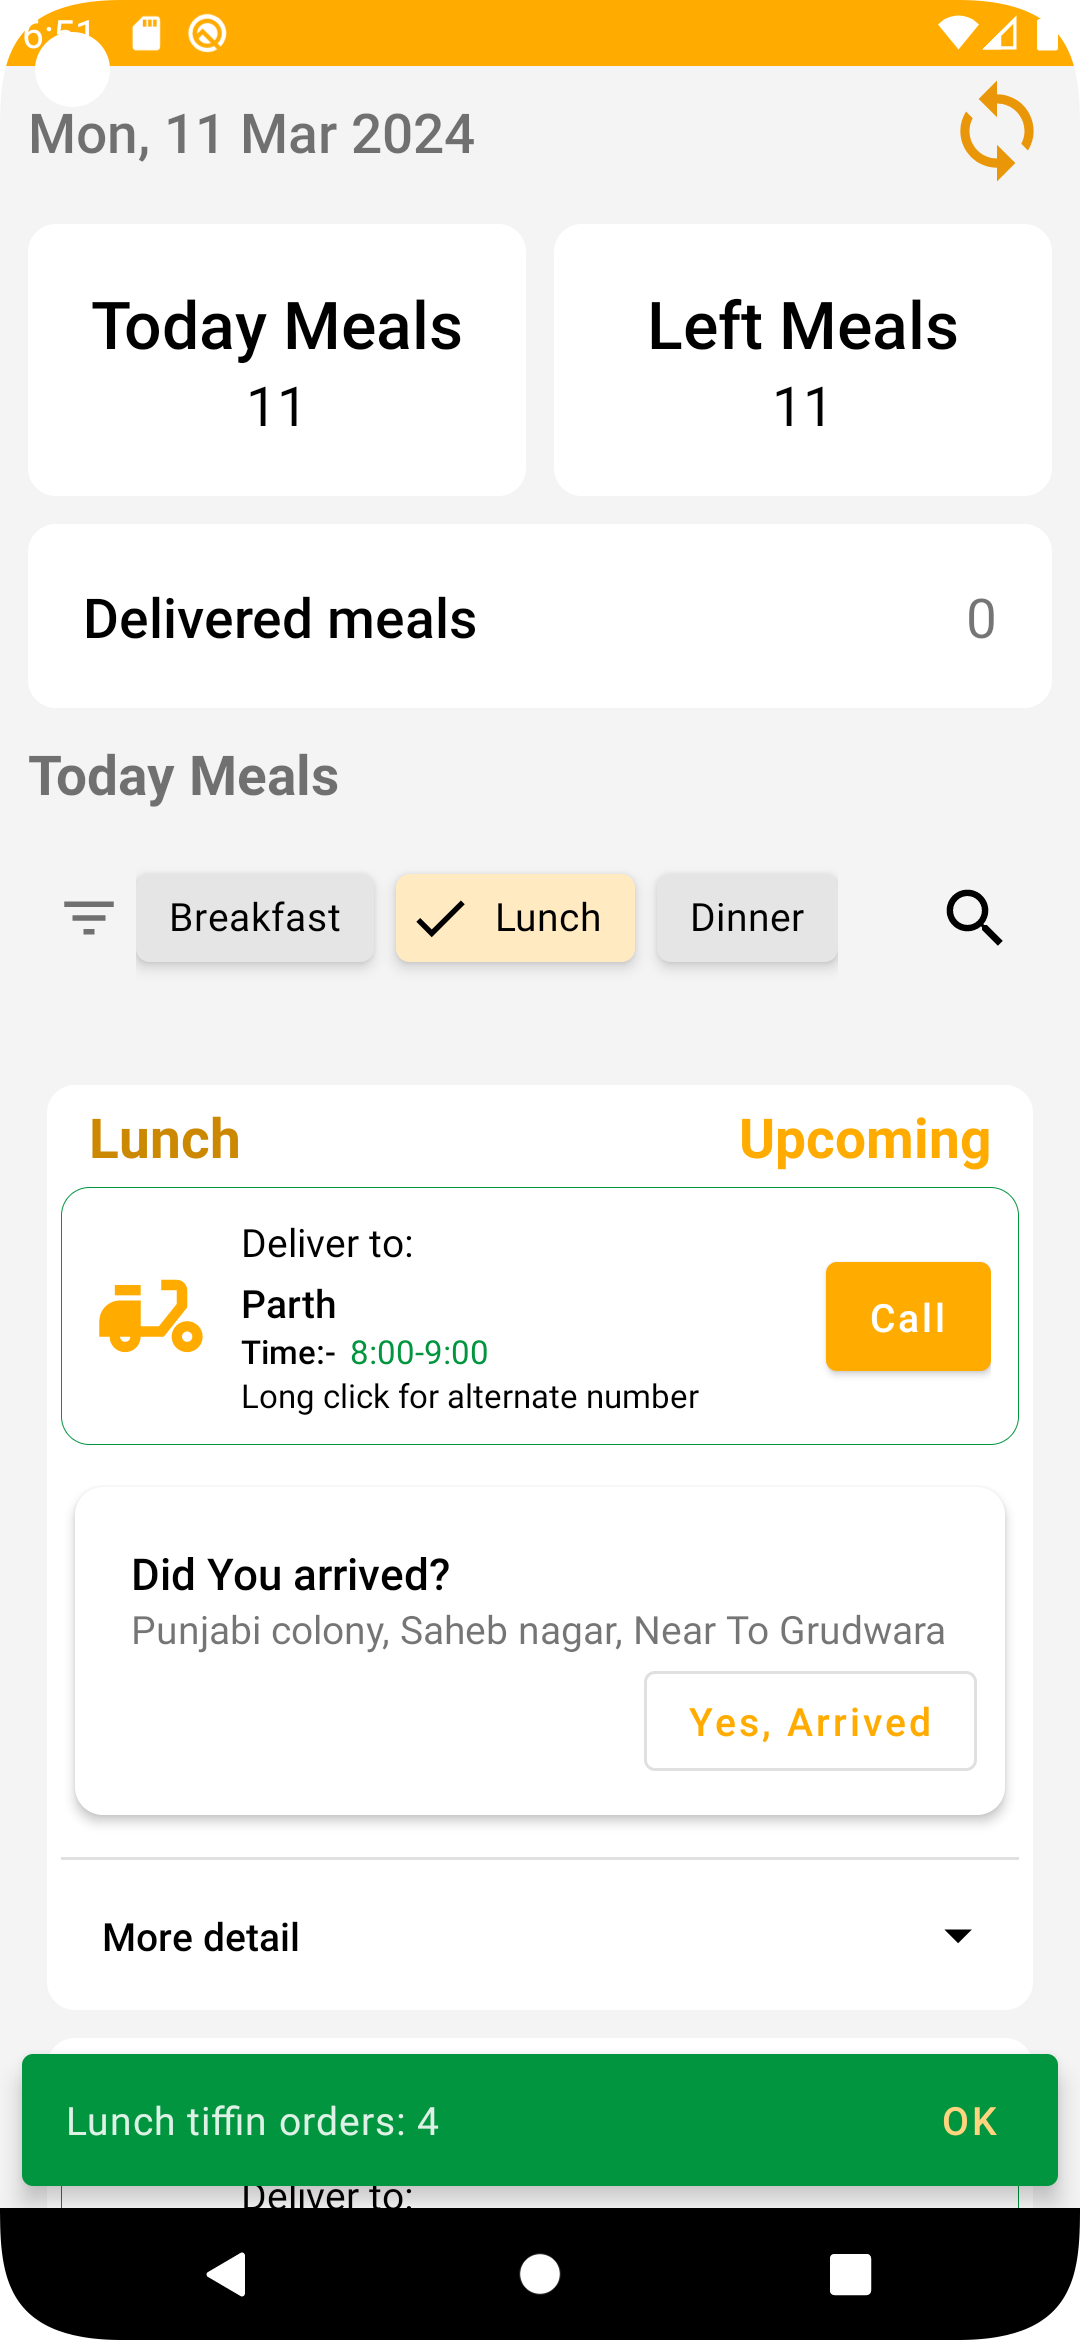 6:51
Mon, 11 Mar 2024
Today Meals
11
Left Meals
11
Delivered meals 0
Today Meals
Breakfast Lunch Dinner
Lunch Upcoming
Deliver to:
Parth
Time:- 8:00-9:00
Long click for alternate number
Call
Did You arrived?
Punjabi colony, Saheb nagar, Near To Grudwara
Yes, Arrived
More detail
Lunch tiffin orders: 4 OK
Deliver to: